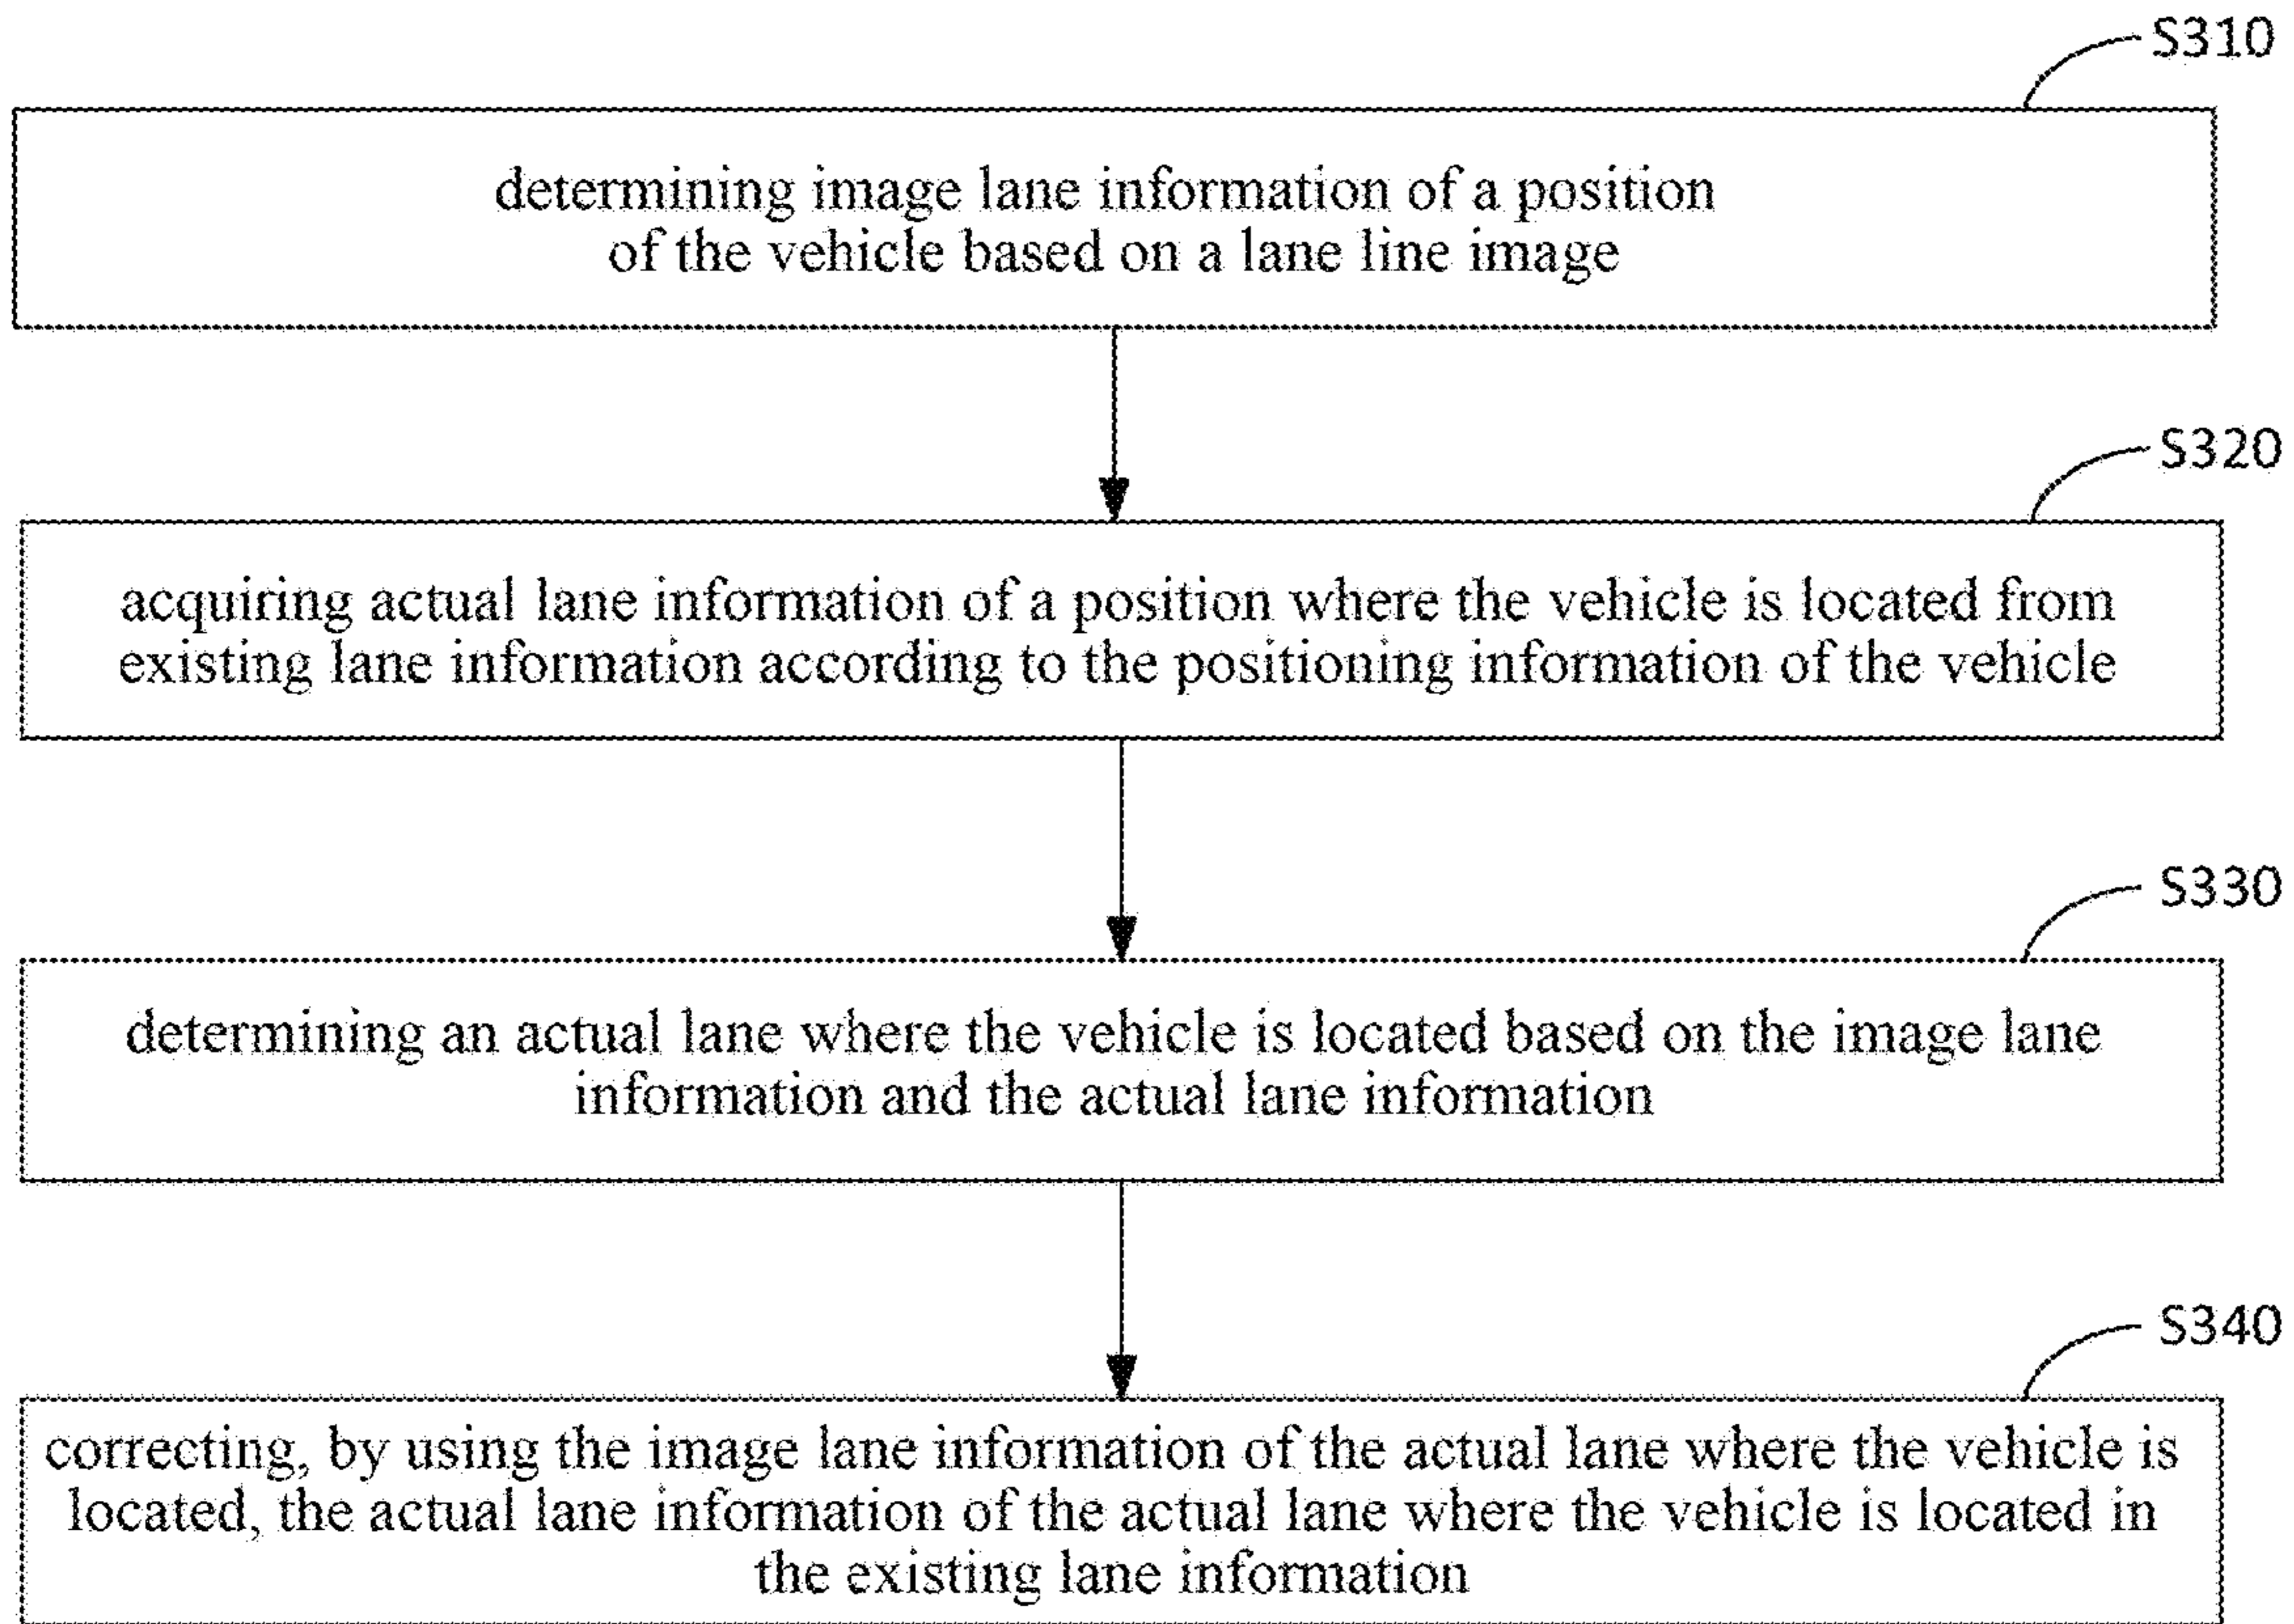 S310
determining image lane information of a position
of the vehicle based on a lane line image
S320
acquiring actual lane information of a position where the vehicle is located from
existing lane information according to the positioning information of the vehicle
S330
determining an actual lane where the vehicle is located based on the image lane
information and the actual lane information
S340
correcting, by using the image lane information of the actual lane where the vehicle is
located, the actual lane information of the actual lane where the vehicle is located in
the existing lane information